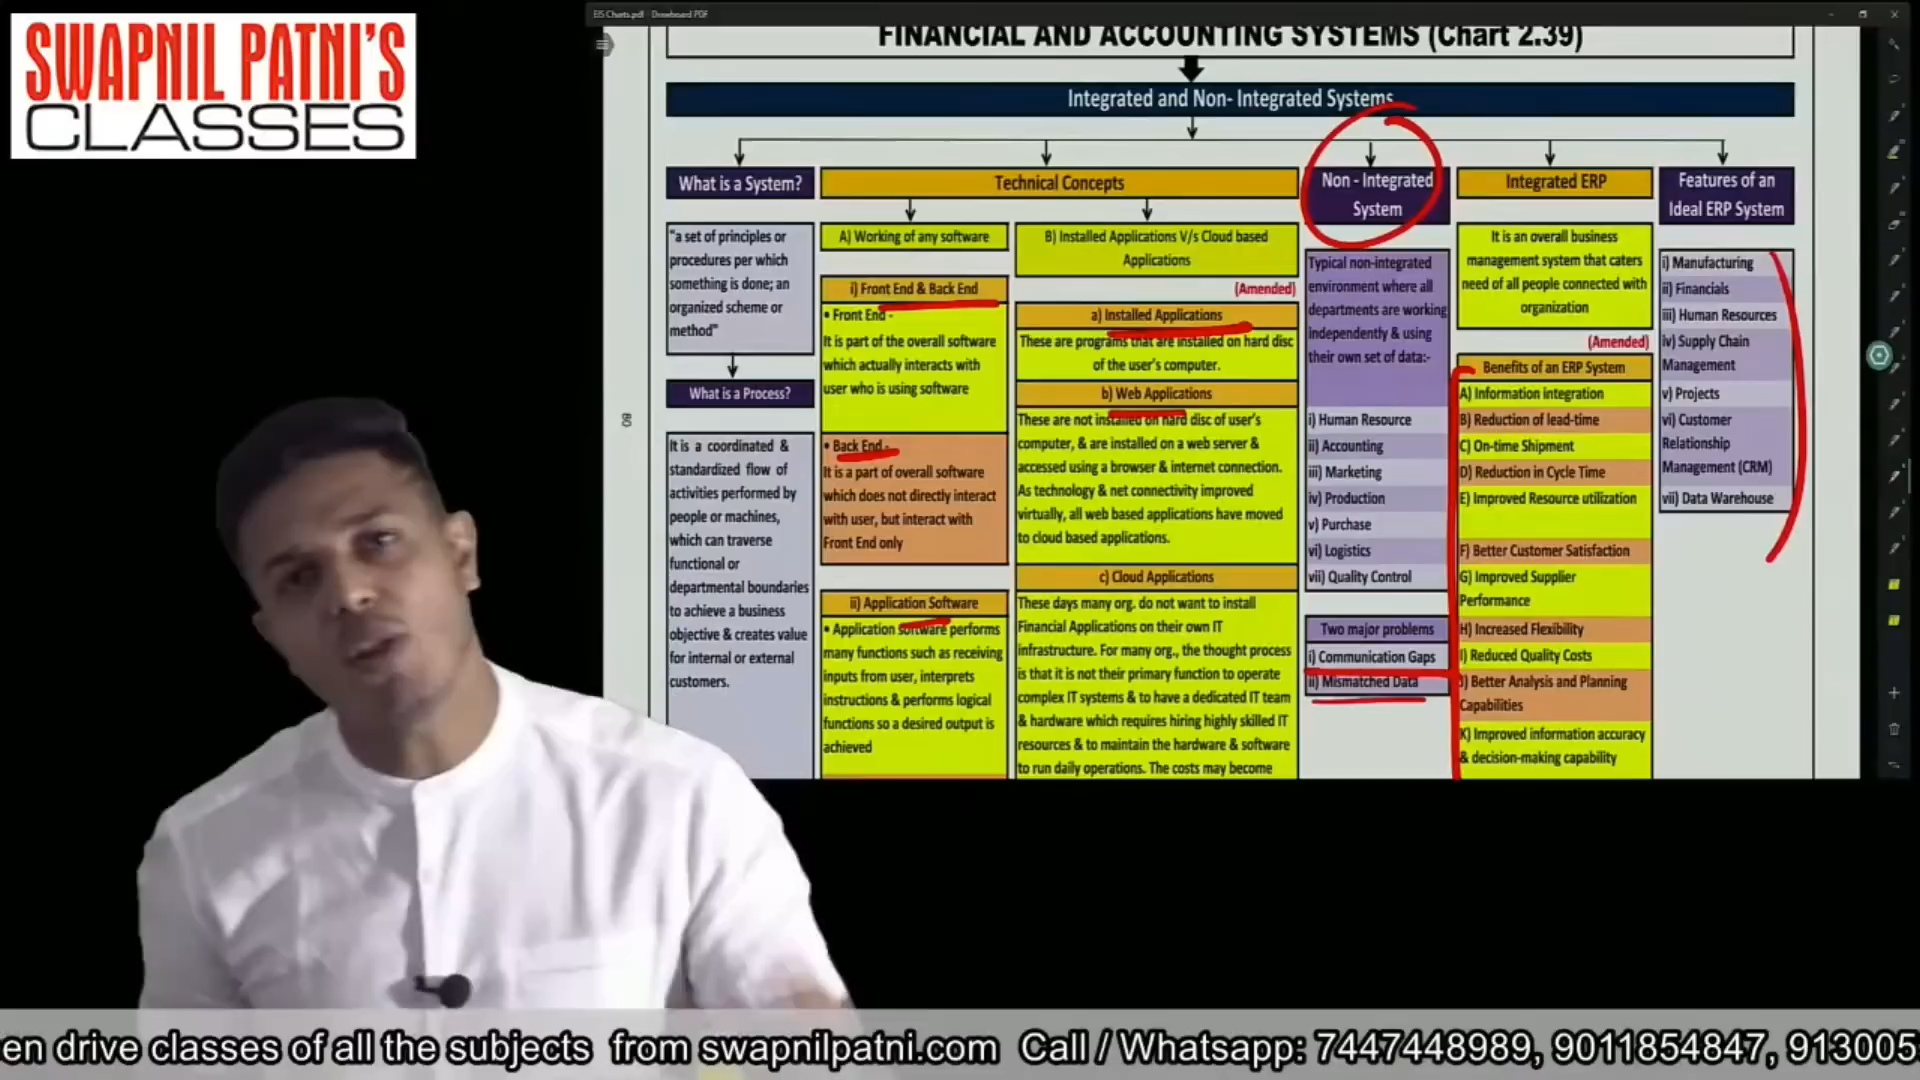 SWAPNIL PATNI'S
CLASSES
EIS Charts.pdf - Drawboard PDF
FINANCIAL AND ACCOUNTING SYSTEMS (Chart 2.39)
Integrated and Non- Integrated Systems
What is a System?
"a set of principles or
procedures per which
something is done; an
organized scheme or
method"
What is a Process?
It is a coordinated &
standardized flow of
activities performed by
people or machines,
which can traverse
functional or
departmental boundaries
to achieve a business
objective & creates value
for internal or external
customers.
Technical Concepts
A) Working of any software
i) Front End & Back End
• Front End -
It is part of the overall software
which actually interacts with
user who is using software
• Back End -
It is a part of overall software
which does not directly interact
with user, but interact with
Front End only
ii) Application Software
• Application software performs
many functions such as receiving
inputs from user, interprets
instructions & performs logical
functions so a desired output is
achieved
B) Installed Applications V/s Cloud based
Applications
(Amended)
a) Installed Applications
These are programs that are installed on hard disc
of the user's computer.
b) Web Applications
These are not installed on hard disc of user's
computer, & are installed on a web server &
accessed using a browser & internet connection.
As technology & net connectivity improved
virtually, all web based applications have moved
to cloud based applications.
c) Cloud Applications
These days many org. do not want to install
Financial Applications on their own IT
infrastructure. For many org., the thought process
is that it is not their primary function to operate
complex IT systems & to have a dedicated IT team
& hardware which requires hiring highly skilled IT
resources & to maintain the hardware & software
to run daily operations. The costs may become
Non - Integrated
System
Typical non-integrated
environment where all
departments are working
independently & using
their own set of data:-
i) Human Resource
ii) Accounting
iii) Marketing
iv) Production
v) Purchase
vi) Logistics
vii) Quality Control
Two major problems
i) Communication Gaps
ii) Mismatched Data
Integrated ERP
It is an overall business
management system that caters
need of all people connected with
organization
(Amended)
Benefits of an ERP System
A) Information integration
B) Reduction of lead-time
C) On-time Shipment
D) Reduction in Cycle Time
E) Improved Resource utilization
F) Better Customer Satisfaction
G) Improved Supplier
Performance
H) Increased Flexibility
I) Reduced Quality Costs
J) Better Analysis and Planning
Capabilities
K) Improved information accuracy
& decision-making capability
Features of an
Ideal ERP System
i) Manufacturing
ii) Financials
iii) Human Resources
iv) Supply Chain
Management
v) Projects
vi) Customer
Relationship
Management (CRM)
vii) Data Warehouse
80
en drive classes of all the subjects from swapnilpatni.com Call / Whatsapp: 7447448989, 9011854847, 913005